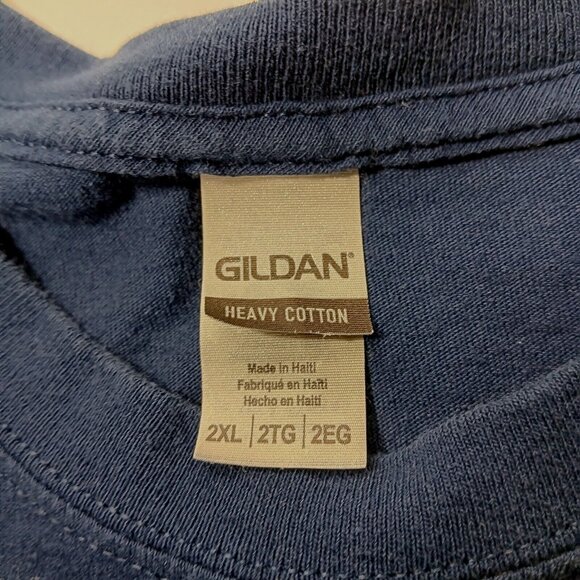 GILDAN®
HEAVY COTTON
Made in Haiti
Fabriqué en Haïti
Hecho en Haití
2XL | 2TG | 2EG